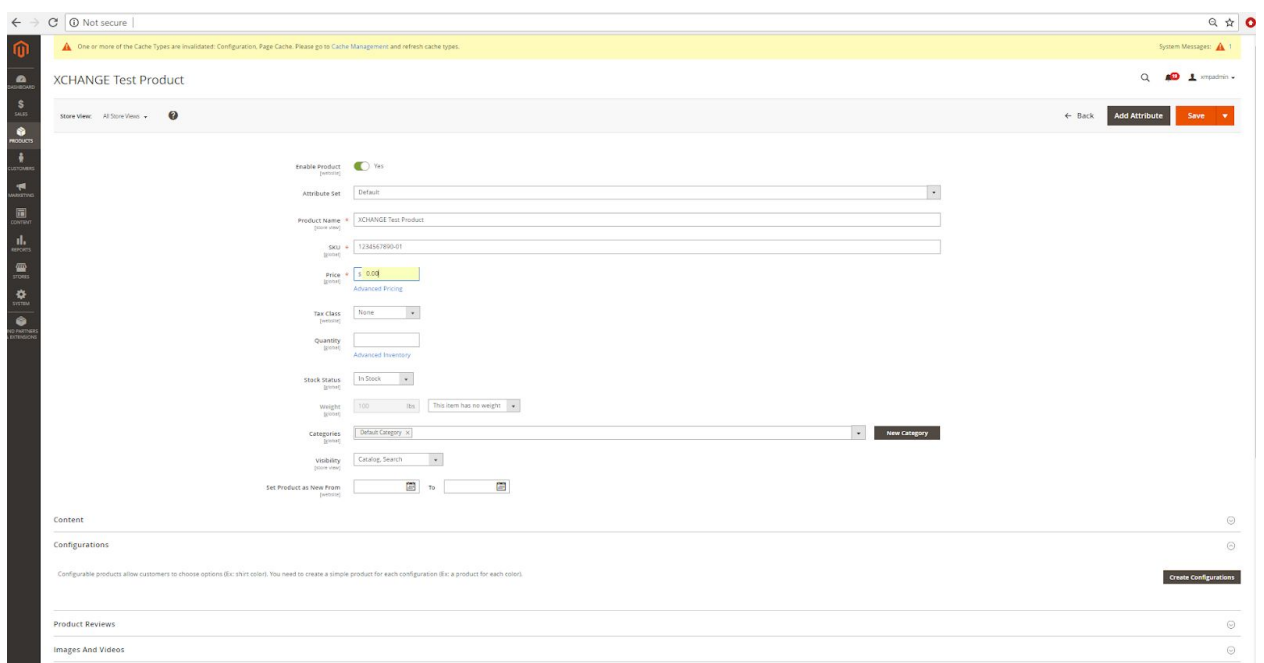 Not secure
One or more of the Cache Types are invalidated: Configuration, Page Cache. Please go to Cache Management and refresh cache types.
System Messages: 1
XCHANGE Test Product
xmpadmin
DASHBOARD
SALES
PRODUCTS
CUSTOMERS
MARKETING
CONTENT
REPORTS
STORES
SYSTEM
Store View: All Store Views
Back
Add Attribute
Save
Enable Product
[website]
Yes
Attribute Set
Default
Product Name *
[store view]
XCHANGE Test Product
SKU *
[global]
1234567890-01
Price *
[global]
$ 0.00
Advanced Pricing
Tax Class
[website]
None
Quantity
[global]
Advanced Inventory
Stock Status
[global]
In Stock
Weight
[global]
100 lbs
This item has no weight
Categories
[global]
Default Category ×
New Category
Visibility
[store view]
Catalog, Search
Set Product as New From
[website]
To
Content
Configurations
Configurable products allow customers to choose options (Ex: shirt color). You need to create a simple product for each configuration (Ex: a product for each color).
Create Configurations
Product Reviews
Images And Videos